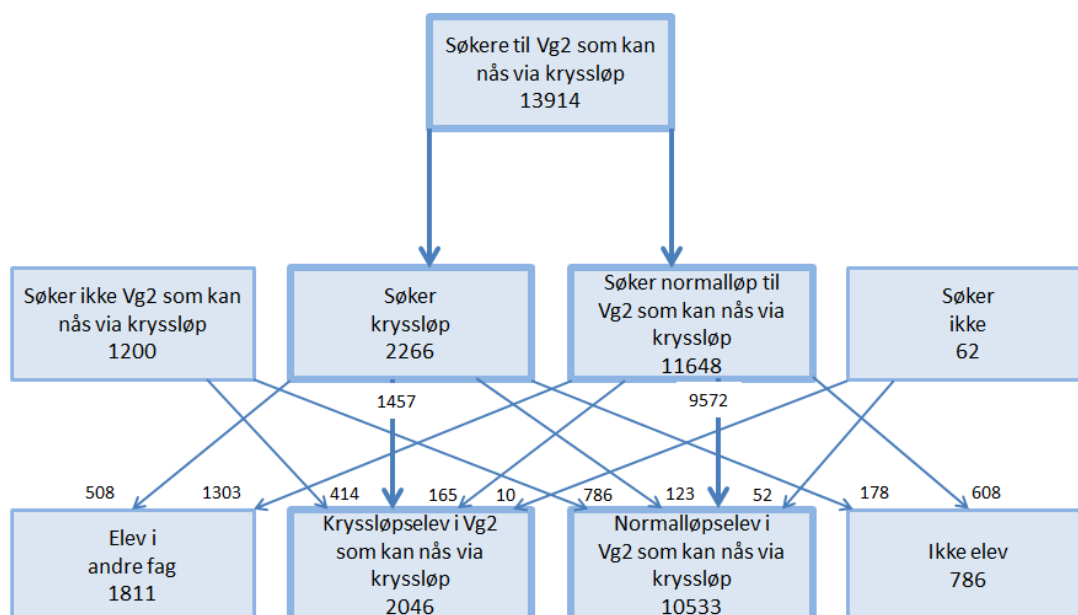 Søkere til Vg2 som kan
nås via kryssløp
13914
Søker ikke Vg2 som kan
nås via kryssløp
1200
Søker
kryssløp
2266
Søker normalløp til
Vg2 som kan nås via
kryssløp
11648
Søker
ikke
62
1457
9572
508
1303
414
165
10
786
123
52
178
608
Elev i
andre fag
1811
Kryssløpselev i Vg2
som kan nås via
kryssløp
2046
Normalløpselev i
Vg2 som kan nås via
kryssløp
10533
Ikke elev
786